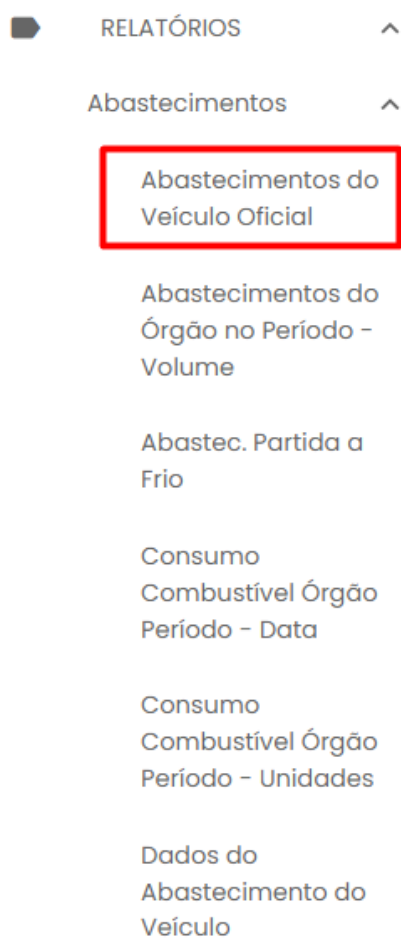 RELATÓRIOS
Abastecimentos
Abastecimentos do
Veículo Oficial
Abastecimentos do
Órgão no Período -
Volume
Abastec. Partida a
Frio
Consumo
Combustível Órgão
Período - Data
Consumo
Combustível Órgão
Período - Unidades
Dados do
Abastecimento do
Veículo